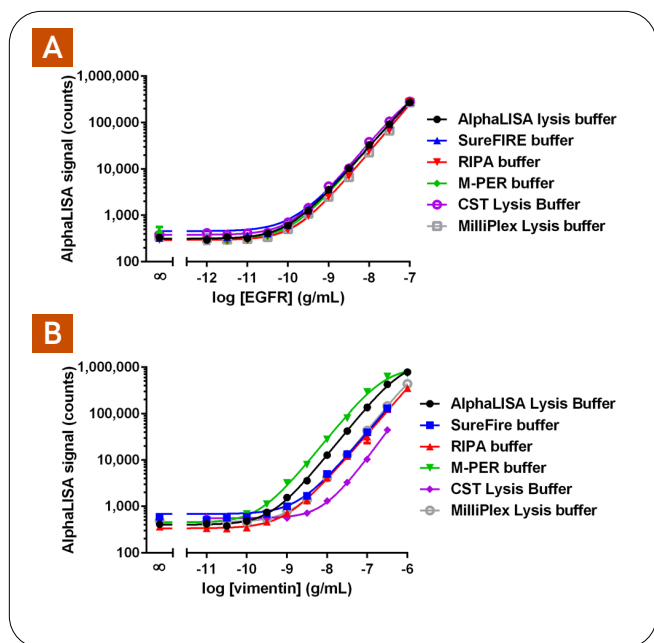 A
AlphaLISA signal (counts)
1,000,000
100,000
10,000
1,000
100
∞
-12
-11
-10
-9
-8
-7
log [EGFR] (g/mL)
AlphaLISA lysis buffer
SureFIRE buffer
RIPA buffer
M-PER buffer
CST Lysis Buffer
MilliPlex Lysis buffer
B
AlphaLISA signal (counts)
1,000,000
100,000
10,000
1,000
100
∞
-11
-10
-9
-8
-7
-6
log [vimentin] (g/mL)
AlphaLISA Lysis Buffer
SureFire buffer
RIPA buffer
M-PER buffer
CST Lysis Buffer
MilliPlex Lysis buffer